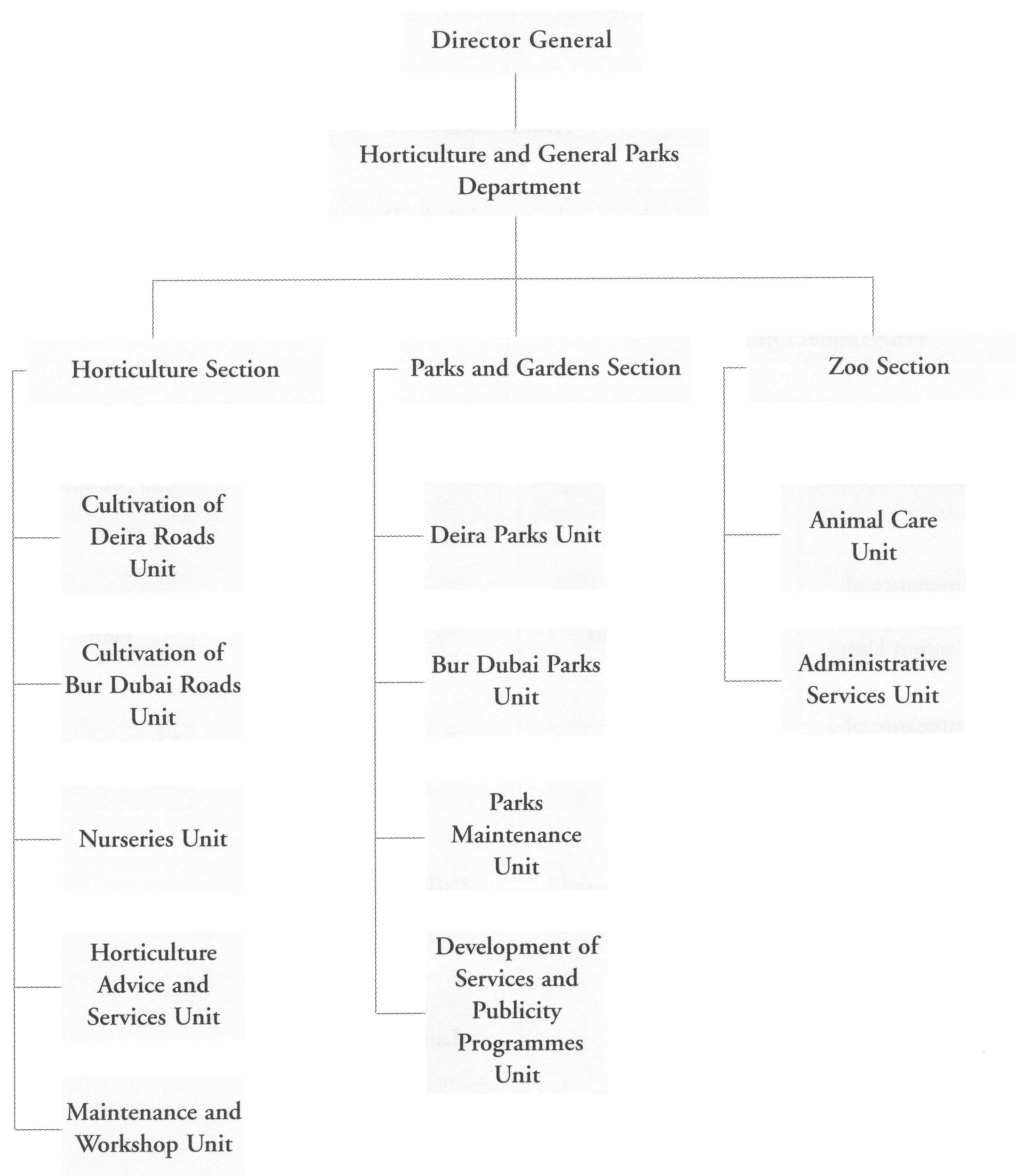 Director General
Horticulture and General Parks
Department
Horticulture Section
Cultivation of
Deira Roads
Unit
Cultivation of
Bur Dubai Roads
Unit
Nurseries Unit
Horticulture
Advice and
Services Unit
Maintenance and
Workshop Unit
Parks and Gardens Section
Deira Parks Unit
Bur Dubai Parks
Unit
Parks
Maintenance
Unit
Development of
Services and
Publicity
Programmes
Unit
Zoo Section
Animal Care
Unit
Administrative
Services Unit